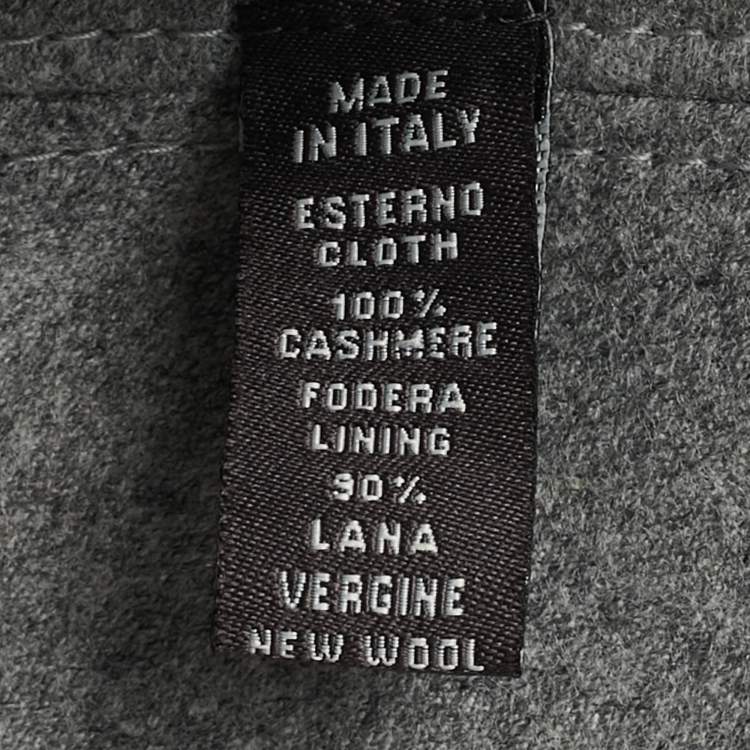 MADE
IN ITALY
ESTERNO
CLOTH
100%
CASHMERE
FODERA
LINING
90%
LANA
VERGINE
NEW WOOL